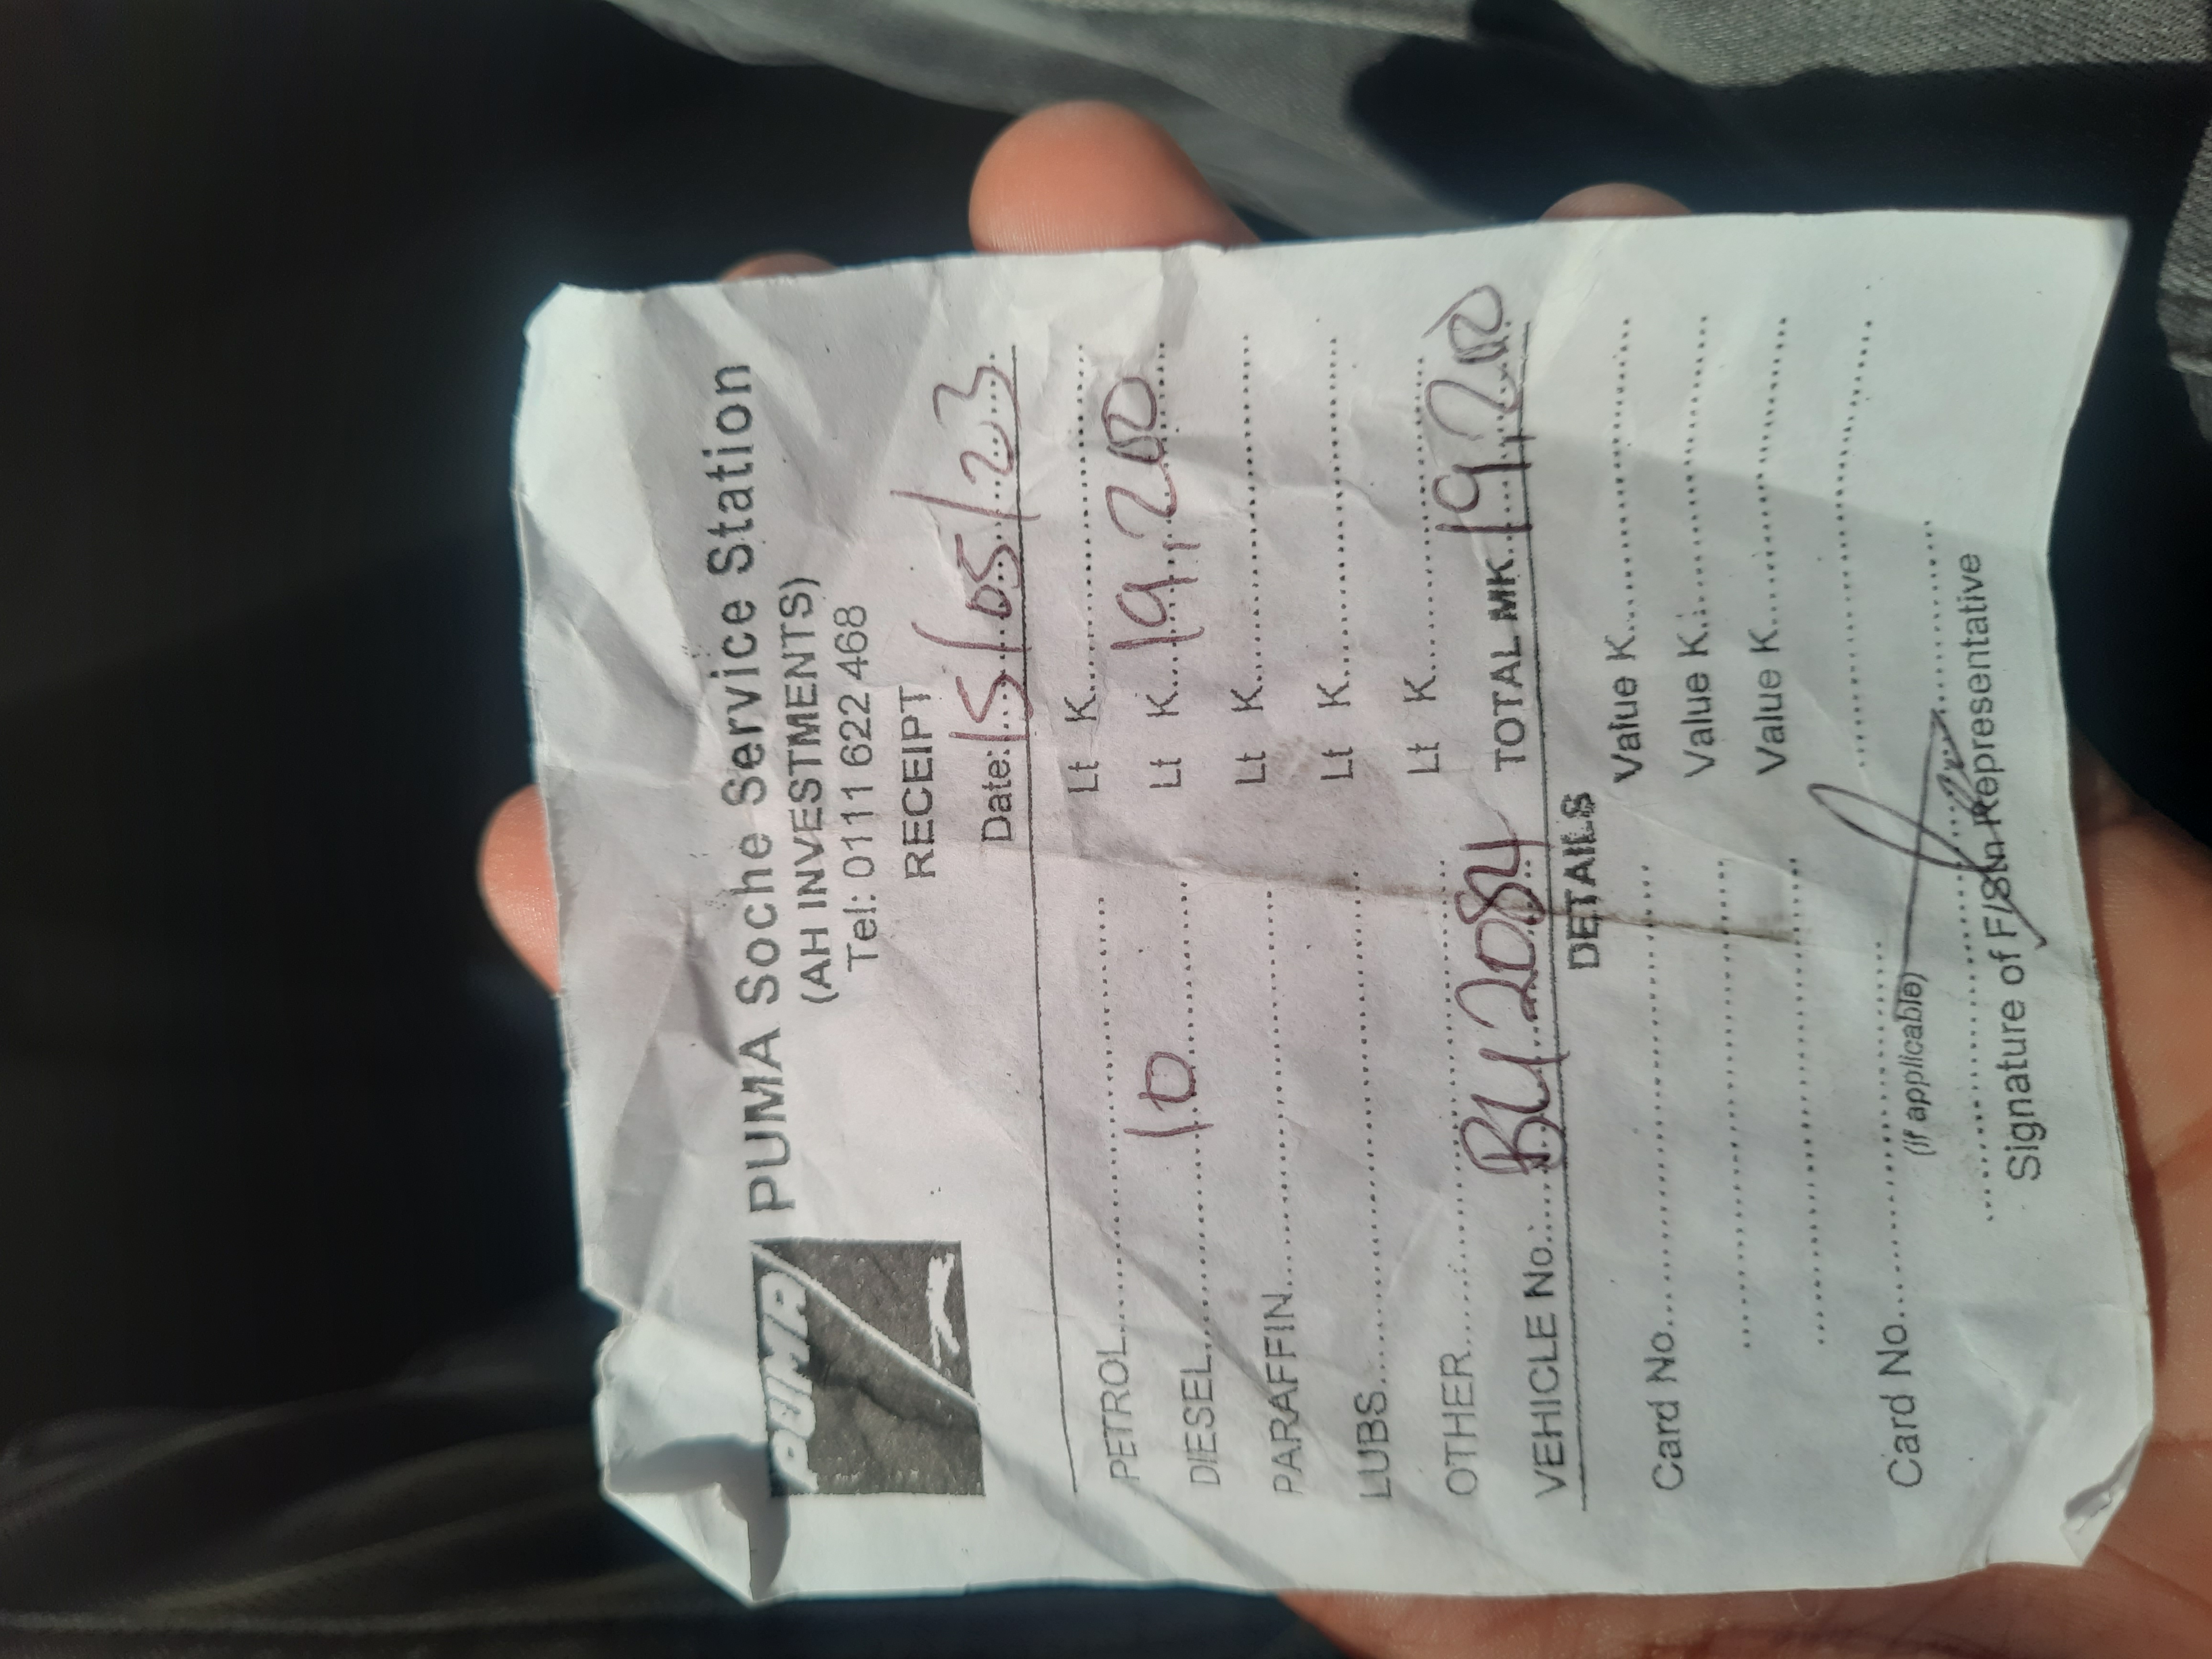 PUMA
PUMA Soche Service Station
(AH INVESTMENTS)
Tel: 0111 622 468
RECEIPT
Date: 15/05/23
PETROL.................... Lt K....................
DIESEL.......10.......... Lt K...19,200
PARAFFIN.................... Lt K....................
LUBS.................... Lt K....................
OTHER.................... Lt K....................
VEHICLE No.:....BU 2084 TOTAL MK...19,200
DETAILS
Card No.................... Value K....................
.................... Value K.:..................
.................... Value K....................
Card No.................... ....................
(if applicable)
Signature of F/Stn Representative